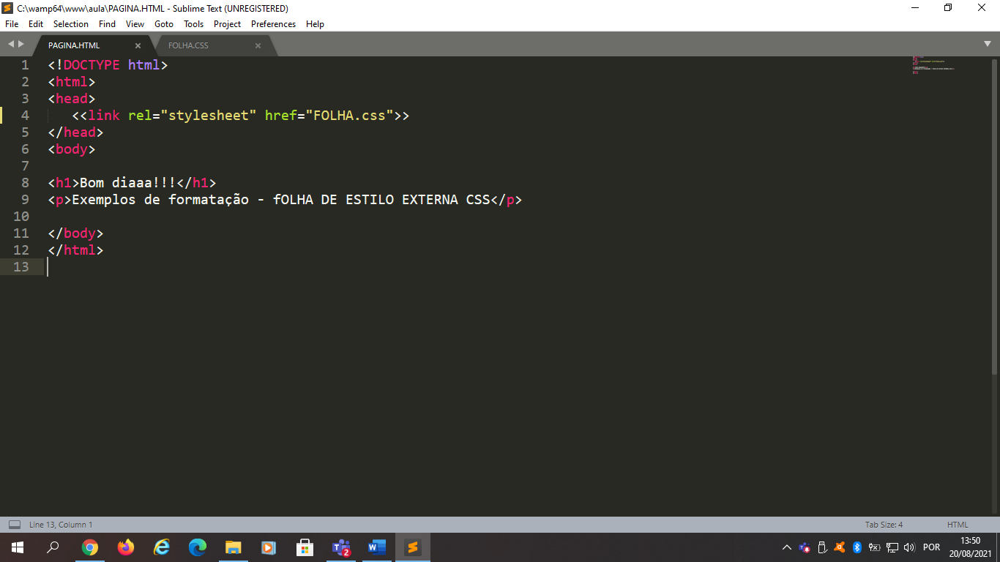 C:\wamp64\www\aula\PAGINA.HTML - Sublime Text (UNREGISTERED)
File Edit Selection Find View Goto Tools Project Preferences Help
PAGINA.HTML × FOLHA.CSS ×
1 <!DOCTYPE html>
2 <html>
3 <head>
4 <<link rel="stylesheet" href="FOLHA.css">>
5 </head>
6 <body>
7
8 <h1>Bom diaaa!!!</h1>
9 <p>Exemplos de formatação - fOLHA DE ESTILO EXTERNA CSS</p>
10
11 </body>
12 </html>
13
Line 13, Column 1 Tab Size: 4 HTML
2 POR 13:50
20/08/2021